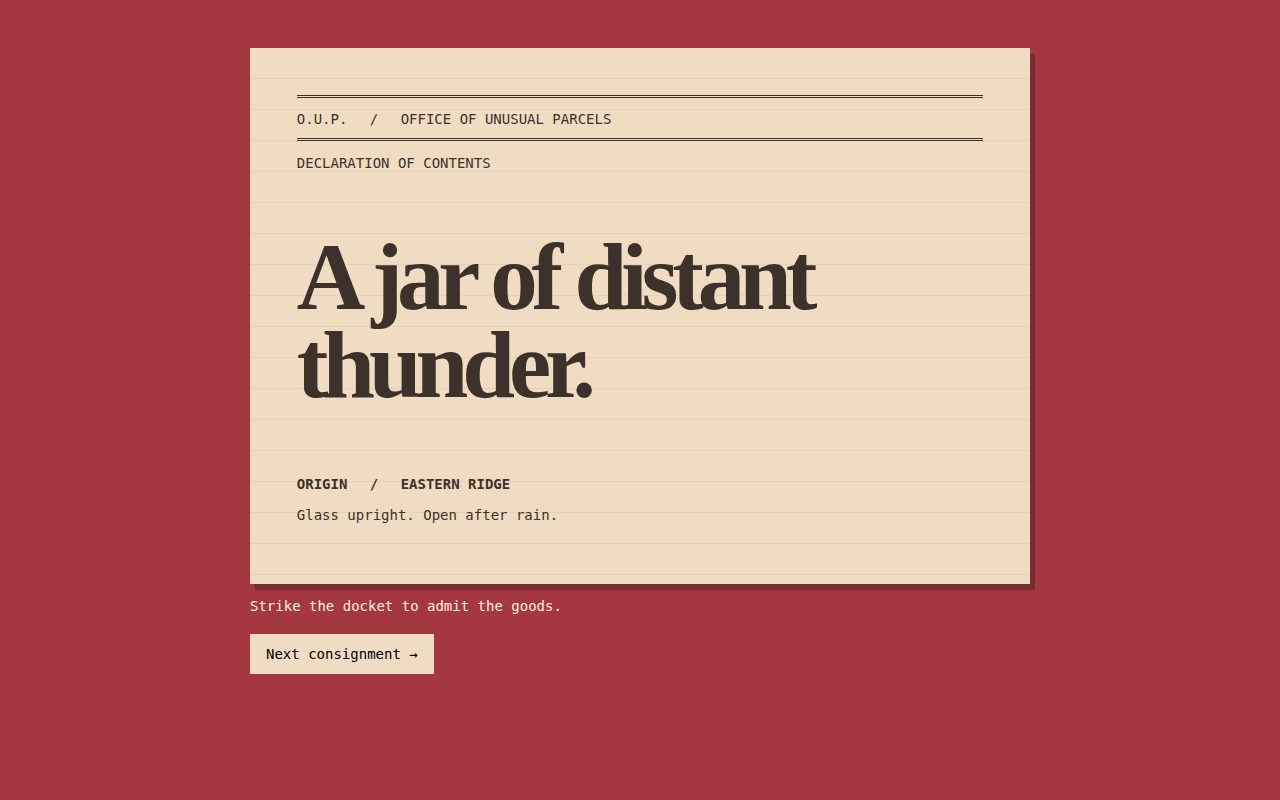 O.U.P. / OFFICE OF UNUSUAL PARCELS
DECLARATION OF CONTENTS
A jar of distant
thunder.
ORIGIN / EASTERN RIDGE
Glass upright. Open after rain.
Strike the docket to admit the goods.
Next consignment →